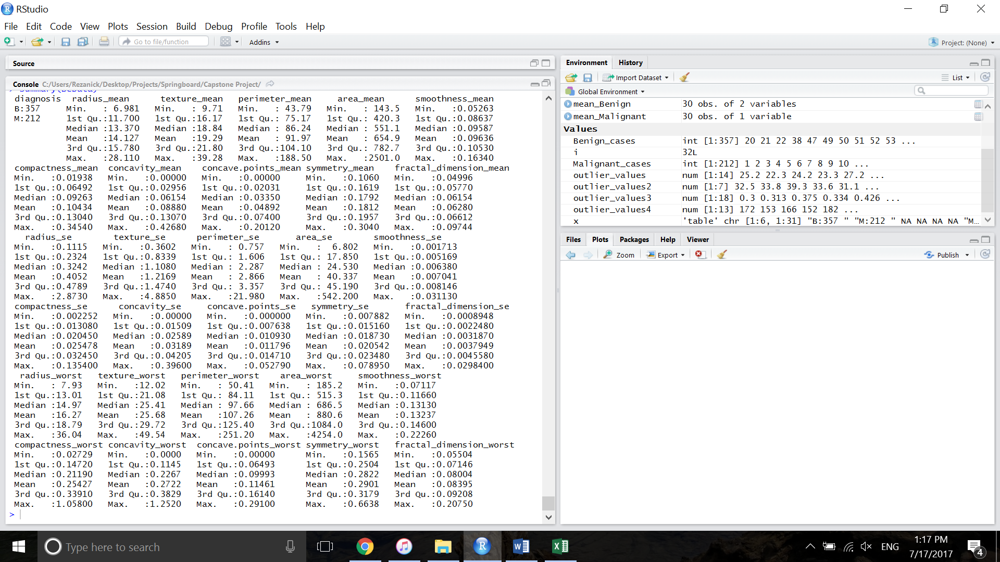 RStudio
File Edit Code View Plots Session Build Debug Profile Tools Help
Go to file/function Addins Project: (None)
Source
Console C:/Users/Rezanick/Desktop/Projects/Springboard/Capstone Project/
diagnosis radius_mean texture_mean perimeter_mean area_mean smoothness_mean
B:357 Min. : 6.981 Min. : 9.71 Min. : 43.79 Min. : 143.5 Min. :0.05263
M:212 1st Qu.:11.700 1st Qu.:16.17 1st Qu.: 75.17 1st Qu.: 420.3 1st Qu.:0.08637
Median :13.370 Median :18.84 Median : 86.24 Median : 551.1 Median :0.09587
Mean :14.127 Mean :19.29 Mean : 91.97 Mean : 654.9 Mean :0.09636
3rd Qu.:15.780 3rd Qu.:21.80 3rd Qu.:104.10 3rd Qu.: 782.7 3rd Qu.:0.10530
Max. :28.110 Max. :39.28 Max. :188.50 Max. :2501.0 Max. :0.16340
compactness_mean concavity_mean concave.points_mean symmetry_mean fractal_dimension_mean
Min. :0.01938 Min. :0.00000 Min. :0.00000 Min. :0.1060 Min. :0.04996
1st Qu.:0.06492 1st Qu.:0.02956 1st Qu.:0.02031 1st Qu.:0.1619 1st Qu.:0.05770
Median :0.09263 Median :0.06154 Median :0.03350 Median :0.1792 Median :0.06154
Mean :0.10434 Mean :0.08880 Mean :0.04892 Mean :0.1812 Mean :0.06280
3rd Qu.:0.13040 3rd Qu.:0.13070 3rd Qu.:0.07400 3rd Qu.:0.1957 3rd Qu.:0.06612
Max. :0.34540 Max. :0.42680 Max. :0.20120 Max. :0.3040 Max. :0.09744
radius_se texture_se perimeter_se area_se smoothness_se
Min. :0.1115 Min. :0.3602 Min. : 0.757 Min. : 6.802 Min. :0.001713
1st Qu.:0.2324 1st Qu.:0.8339 1st Qu.: 1.606 1st Qu.: 17.850 1st Qu.:0.005169
Median :0.3242 Median :1.1080 Median : 2.287 Median : 24.530 Median :0.006380
Mean :0.4052 Mean :1.2169 Mean : 2.866 Mean : 40.337 Mean :0.007041
3rd Qu.:0.4789 3rd Qu.:1.4740 3rd Qu.: 3.357 3rd Qu.: 45.190 3rd Qu.:0.008146
Max. :2.8730 Max. :4.8850 Max. :21.980 Max. :542.200 Max. :0.031130
compactness_se concavity_se concave.points_se symmetry_se fractal_dimension_se
Min. :0.002252 Min. :0.00000 Min. :0.000000 Min. :0.007882 Min. :0.0008948
1st Qu.:0.013080 1st Qu.:0.01509 1st Qu.:0.007638 1st Qu.:0.015160 1st Qu.:0.0022480
Median :0.020450 Median :0.02589 Median :0.010930 Median :0.018730 Median :0.0031870
Mean :0.025478 Mean :0.03189 Mean :0.011796 Mean :0.020542 Mean :0.0037949
3rd Qu.:0.032450 3rd Qu.:0.04205 3rd Qu.:0.014710 3rd Qu.:0.023480 3rd Qu.:0.0045580
Max. :0.135400 Max. :0.39600 Max. :0.052790 Max. :0.078950 Max. :0.0298400
radius_worst texture_worst perimeter_worst area_worst smoothness_worst
Min. : 7.93 Min. :12.02 Min. : 50.41 Min. : 185.2 Min. :0.07117
1st Qu.:13.01 1st Qu.:21.08 1st Qu.: 84.11 1st Qu.: 515.3 1st Qu.:0.11660
Median :14.97 Median :25.41 Median : 97.66 Median : 686.5 Median :0.13130
Mean :16.27 Mean :25.68 Mean :107.26 Mean : 880.6 Mean :0.13237
3rd Qu.:18.79 3rd Qu.:29.72 3rd Qu.:125.40 3rd Qu.:1084.0 3rd Qu.:0.14600
Max. :36.04 Max. :49.54 Max. :251.20 Max. :4254.0 Max. :0.22260
compactness_worst concavity_worst concave.points_worst symmetry_worst fractal_dimension_worst
Min. :0.02729 Min. :0.0000 Min. :0.00000 Min. :0.1565 Min. :0.05504
1st Qu.:0.14720 1st Qu.:0.1145 1st Qu.:0.06493 1st Qu.:0.2504 1st Qu.:0.07146
Median :0.21190 Median :0.2267 Median :0.09993 Median :0.2822 Median :0.08004
Mean :0.25427 Mean :0.2722 Mean :0.11461 Mean :0.2901 Mean :0.08395
3rd Qu.:0.33910 3rd Qu.:0.3829 3rd Qu.:0.16140 3rd Qu.:0.3179 3rd Qu.:0.09208
Max. :1.05800 Max. :1.2520 Max. :0.29100 Max. :0.6638 Max. :0.20750
>
Environment History
Import Dataset List
Global Environment
mean_Benign 30 obs. of 2 variables
mean_Malignant 30 obs. of 1 variable
Values
Benign_cases int [1:357] 20 21 22 38 47 49 50 51 52 53 ...
i 32L
Malignant_cases int [1:212] 1 2 3 4 5 6 7 8 9 10 ...
outlier_values num [1:14] 25.2 22.3 24.2 23.3 27.2 ...
outlier_values2 num [1:7] 32.5 33.8 39.3 33.6 31.1 ...
outlier_values3 num [1:18] 0.3 0.313 0.375 0.334 0.426 ...
outlier_values4 num [1:13] 172 153 166 152 182 ...
x 'table' chr [1:6, 1:31] "B:357 " "M:212 " NA NA NA NA "M...
Files Plots Packages Help Viewer
Zoom Export Publish
Type here to search
ENG
1:17 PM
7/17/2017
4